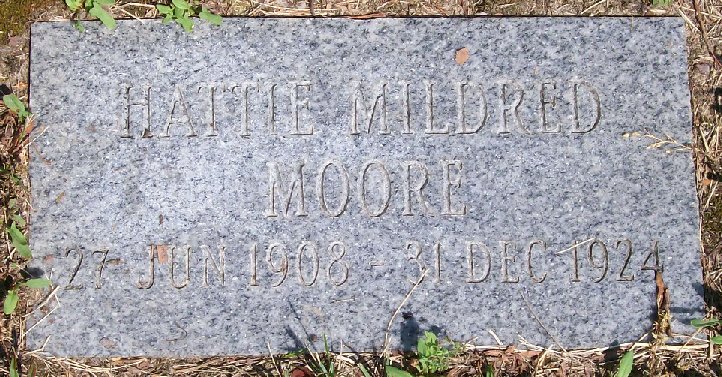 HATTIE MILDRED
MOORE
27 JUN 1908 - 31 DEC 1924